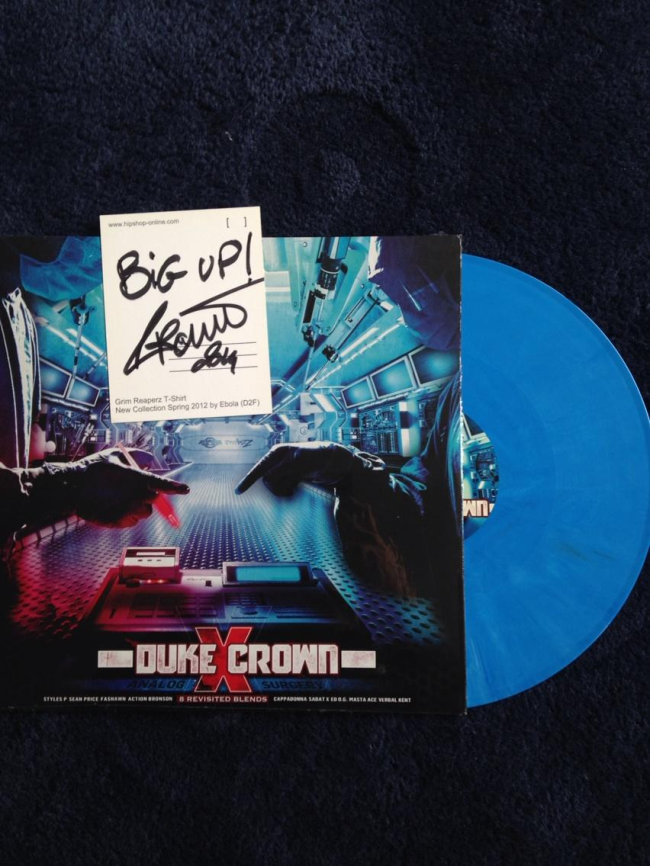 www.hipshop-online.com [ ]
BiG UP!
Grim Reaperz T-Shirt
New Collection Spring 2012 by Ebola (D2F)
DUKE X CROWN
ANALOG SURGERY
STYLES P SEAN PRICE FASHAWN ACTION BRONSON 8 REVISITED BLENDS CAPPADONNA SADAT X ED O.G. MASTA ACE VERBAL KENT